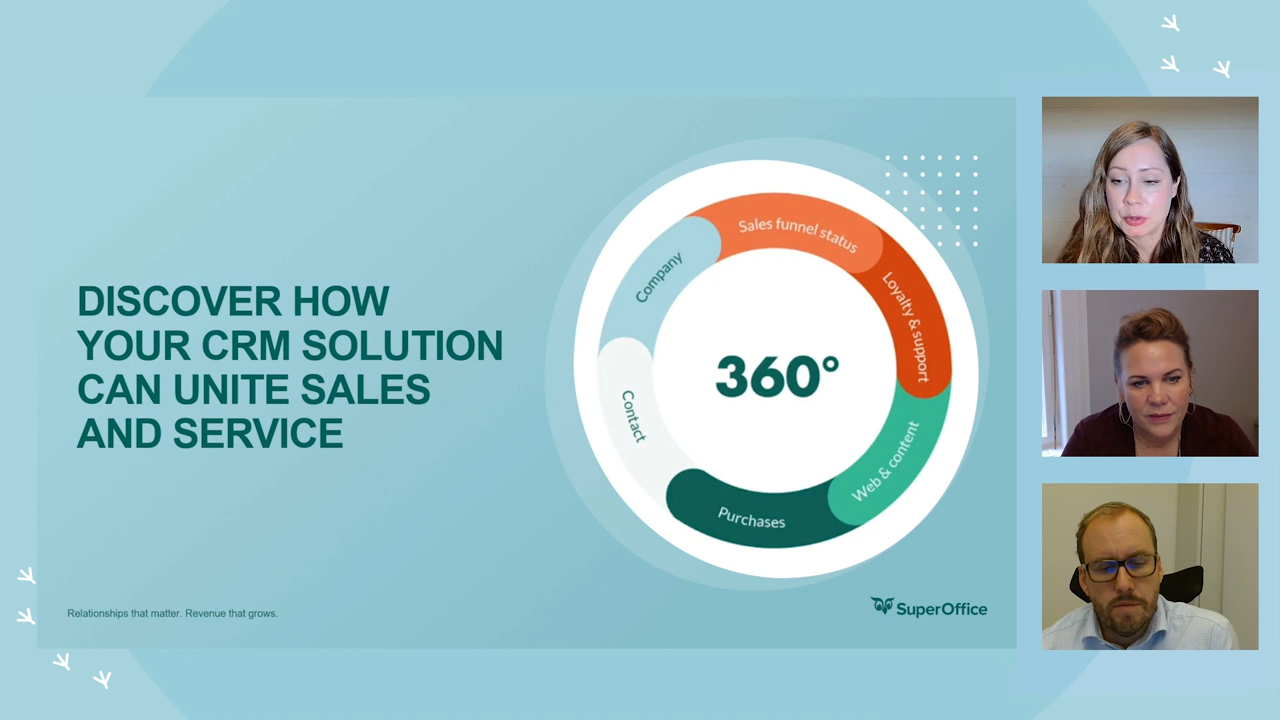 DISCOVER HOW
YOUR CRM SOLUTION
CAN UNITE SALES
AND SERVICE
Company
Sales funnel status
Loyalty & support
Web & content
Purchases
Contact
360°
Relationships that matter. Revenue that grows.
SuperOffice